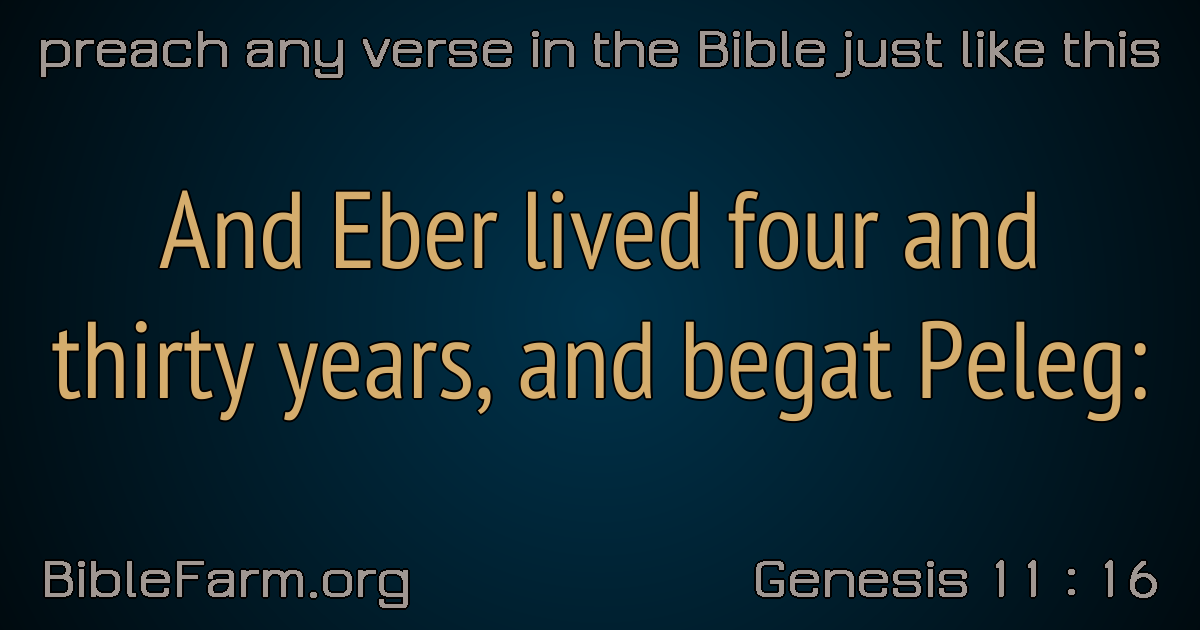 preach any verse in the Bible just like this
And Eber lived four and
thirty years, and begat Peleg:
BibleFarm.org
Genesis 11 : 16